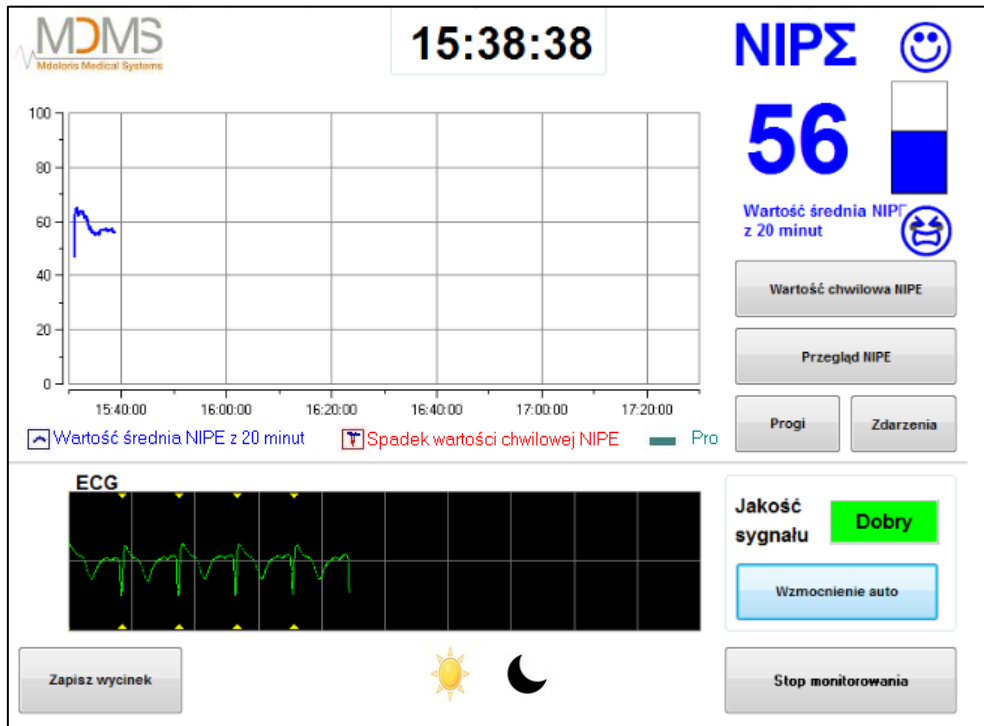 MDMS
Mdoloris Medical Systems
15:38:38
NIPΣ
56
Wartość średnia NIPE
z 20 minut
100
80
60
40
20
0
15:40:00 16:00:00 16:20:00 16:40:00 17:00:00 17:20:00
Wartość średnia NIPE z 20 minut Spadek wartości chwilowej NIPE Pro
Wartość chwilowa NIPE
Przegląd NIPE
Progi Zdarzenia
ECG
Jakość
sygnału
Dobry
Wzmocnienie auto
Zapisz wycinek
Stop monitorowania